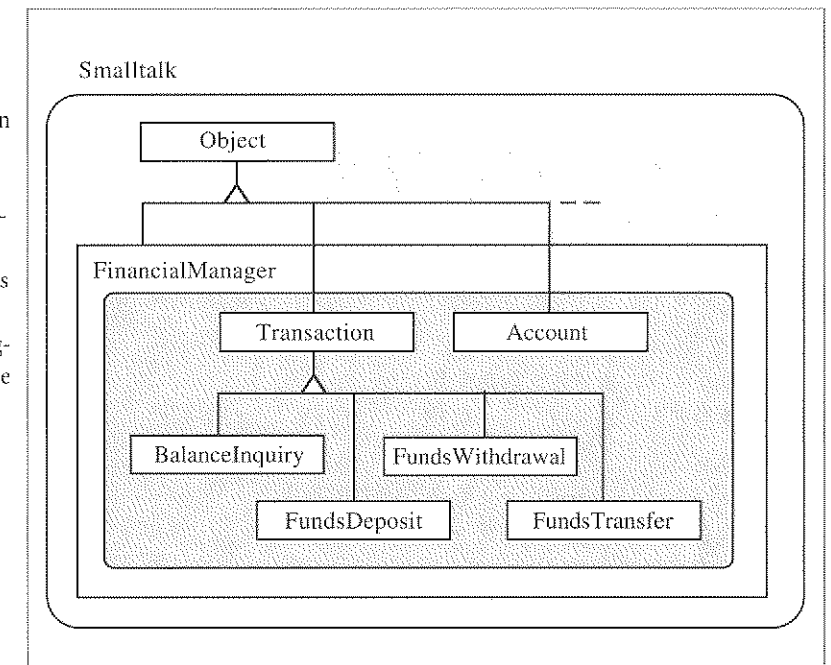 Smalltalk
n
Object
-
FinancialManager
s
Transaction
Account
g-
e
BalanceInquiry
FundsWithdrawal
FundsDeposit
FundsTransfer